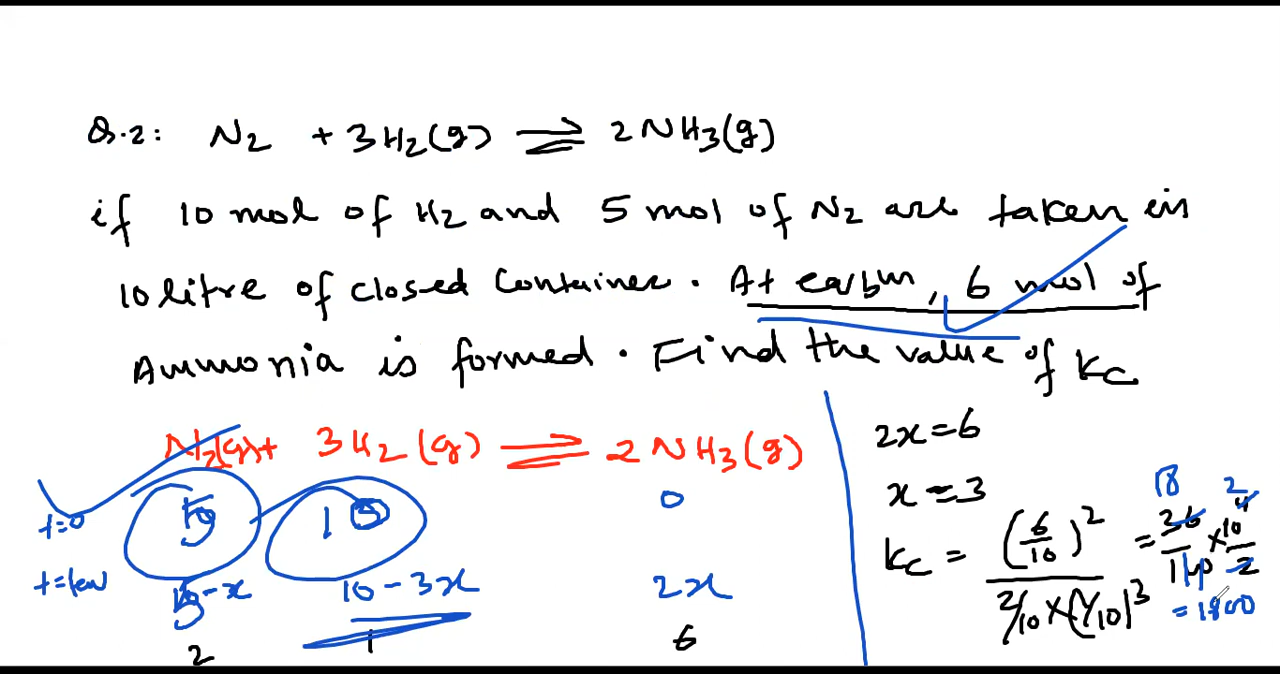 Q.2: N2 + 3H2(g) ⇌ 2NH3(g)
if 10 mol of H2 and 5 mol of N2 are taken in
10 litre of closed Container. At eqbm, 6 mol of
Ammonia is formed. Find the value of Kc
N2(g) + 3H2(g) ⇌ 2NH3(g)
t=0 5 10 0
5-x 10-3x 2x
2 1 6
2x=6
x=3
Kc = (6/10)^2 / 2/10×(1/10)^3 = 36/100 × 10^4/2
18 2
=1800